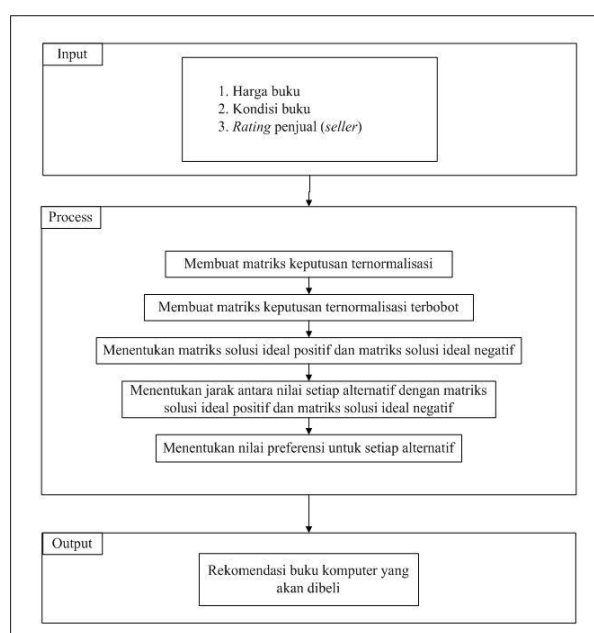 Input
1. Harga buku
2. Kondisi buku
3. Rating penjual (seller)
Process
Membuat matriks keputusan ternormalisasi
Membuat matriks keputusan ternormalisasi terbobot
Menentukan matriks solusi ideal positif dan matriks solusi ideal negatif
Menentukan jarak antara nilai setiap alternatif dengan matriks
solusi ideal positif dan matriks solusi ideal negatif
Menentukan nilai preferensi untuk setiap alternatif
Output
Rekomendasi buku komputer yang
akan dibeli